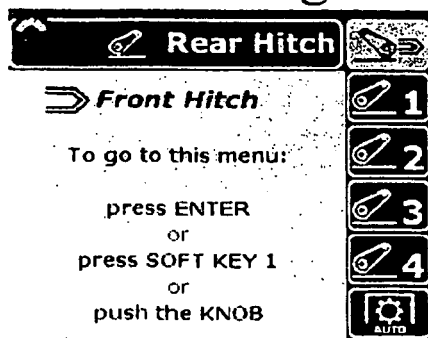 Rear Hitch
Front Hitch
To go to this menu:
press ENTER
or
press SOFT KEY 1
or
push the KNOB
1
2
3
4
AUTO